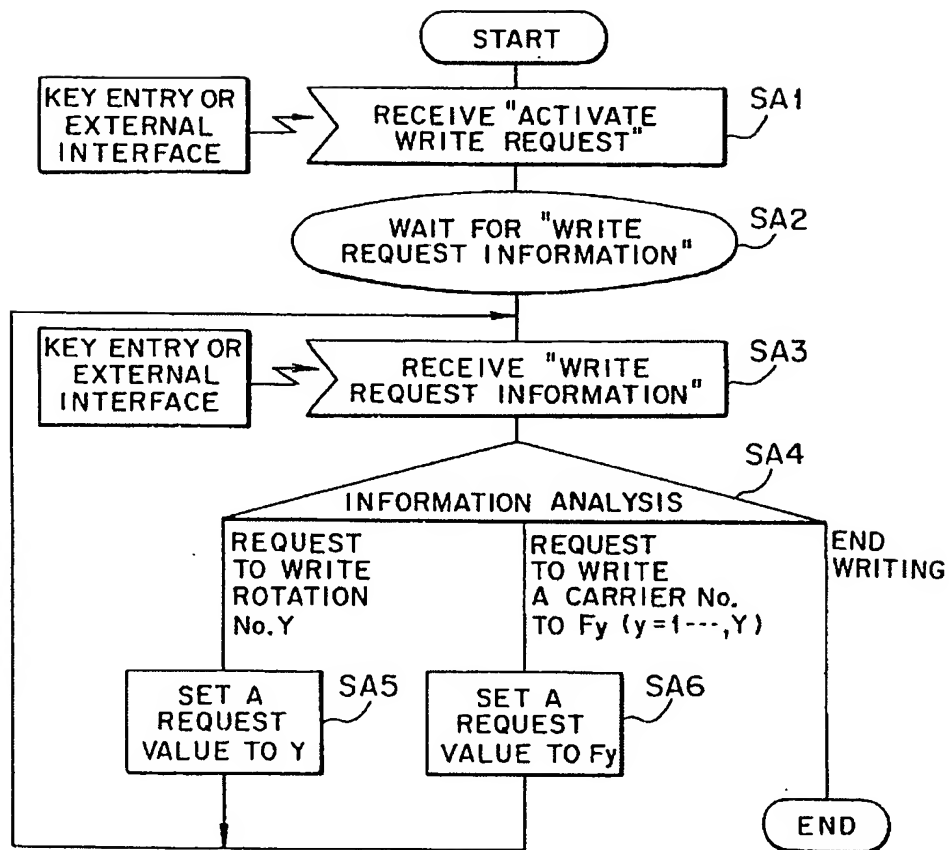 START
KEY ENTRY OR
EXTERNAL
INTERFACE
RECEIVE "ACTIVATE
WRITE REQUEST"
SA1
WAIT FOR "WRITE
REQUEST INFORMATION"
SA2
KEY ENTRY OR
EXTERNAL
INTERFACE
RECEIVE "WRITE
REQUEST INFORMATION"
SA3
INFORMATION ANALYSIS
SA4
REQUEST
TO WRITE
ROTATION
No. Y
REQUEST
TO WRITE
A CARRIER No.
TO Fy (y=1---,Y)
END
WRITING
SET A
REQUEST
VALUE TO Y
SA5
SET A
REQUEST
VALUE TO Fy
SA6
END